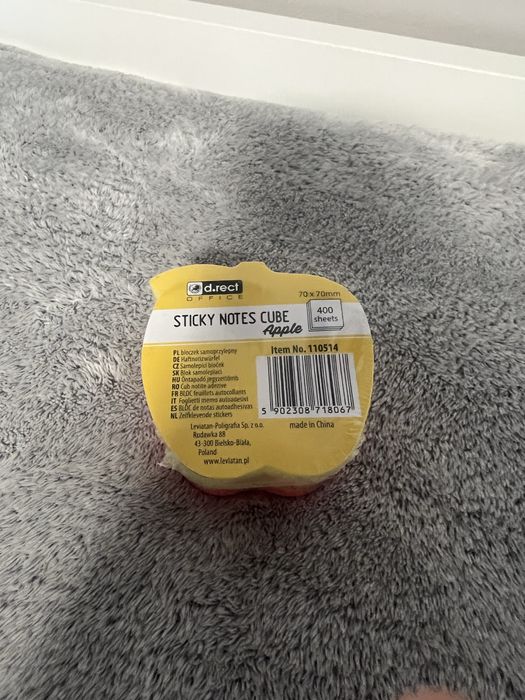 d.rect
OFFICE
70 x 70mm
STICKY NOTES CUBE
Apple
400
sheets
Item No. 110514
PL bloczek samoprzylepny
DE Haftnotizwürfel
CZ Samolepicí bloček
SK Blok samolepiaci
HU Öntapadó jegyzettömb
RO Cub notite adezive
FR BLOC feuillets autocollants
IT Foglietti memo autoadesivi
ES BLOC de notas autoadhesivas
NL Zelfklevende stickers
5 902308 718067
Leviatan-Poligrafia Sp. z o.o.
Rudawka 88
43-300 Bielsko-Biała,
Poland
www.leviatan.pl
made in China